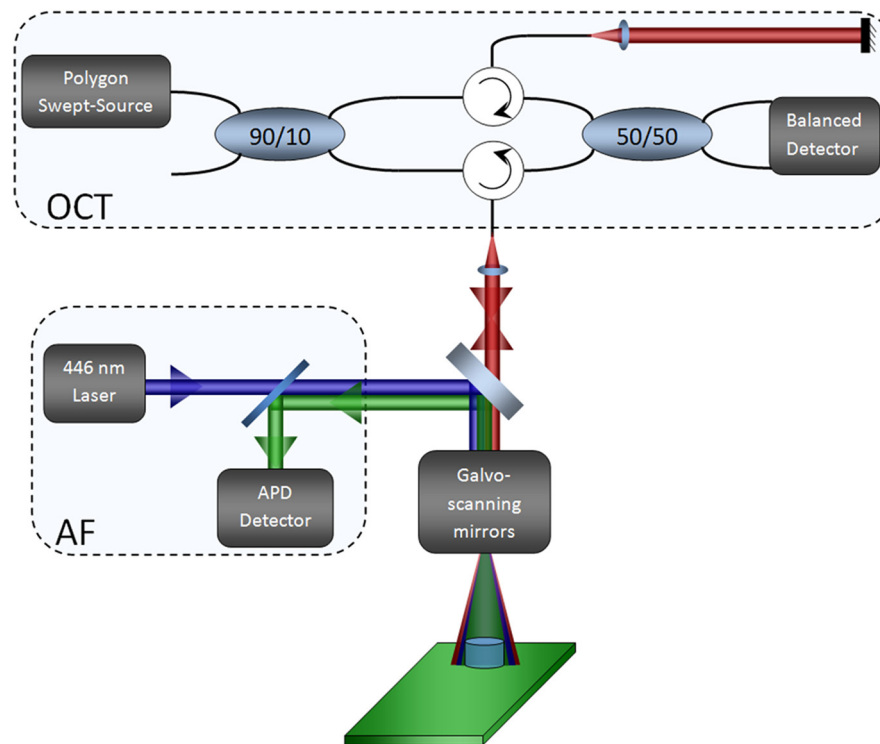 Polygon
Swept-Source
90/10
50/50
Balanced
Detector
OCT
446 nm
Laser
APD
Detector
AF
Galvo-
scanning
mirrors